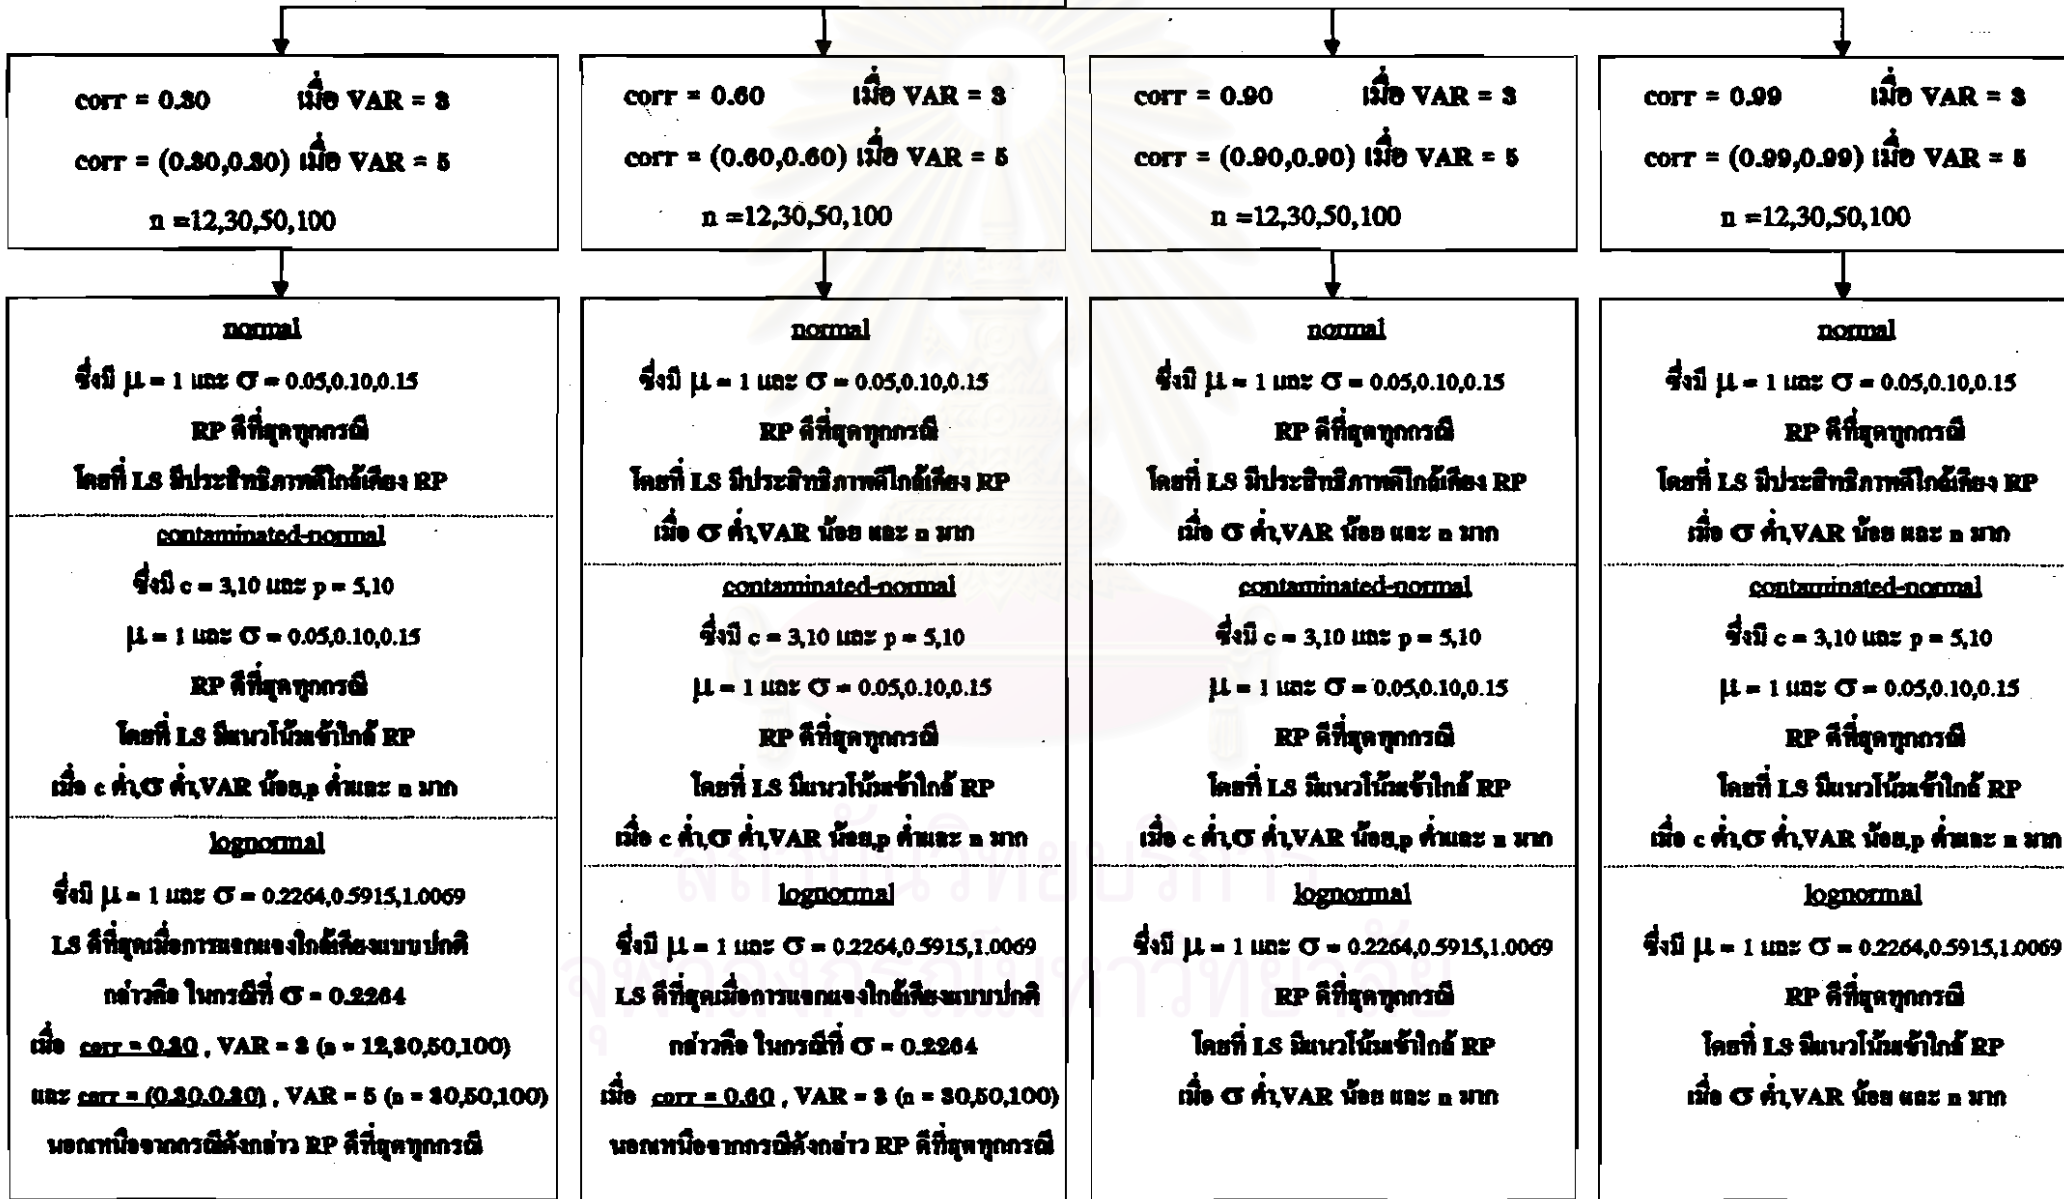 corr = 0.30 เมื่อ VAR = 3
corr = (0.30,0.30) เมื่อ VAR = 5
n =12,30,50,100
corr = 0.60 เมื่อ VAR = 3
corr = (0.60,0.60) เมื่อ VAR = 5
n =12,30,50,100
corr = 0.90 เมื่อ VAR = 3
corr = (0.90,0.90) เมื่อ VAR = 5
n =12,30,50,100
corr = 0.99 เมื่อ VAR = 3
corr = (0.99,0.99) เมื่อ VAR = 5
n =12,30,50,100
normal
ซึ่งมี μ = 1 และ σ = 0.05,0.10,0.15
RP ดีที่สุดทุกกรณี
โดยที่ LS มีประสิทธิภาพดีใกล้เคียง RP
contaminated-normal
ซึ่งมี c = 3,10 และ p = 5,10
μ = 1 และ σ = 0.05,0.10,0.15
RP ดีที่สุดทุกกรณี
โดยที่ LS มีแนวโน้มเข้าใกล้ RP
เมื่อ c ต่ำ,σ ต่ำ,VAR น้อย,p ต่ำและ n มาก
lognormal
ซึ่งมี μ = 1 และ σ = 0.2264,0.5915,1.0069
LS ดีที่สุดเมื่อการแจกแจงใกล้เคียงแบบปกติ
กล่าวคือ ในกรณีที่ σ = 0.2264
เมื่อ corr = 0.30 , VAR = 3 (n = 12,30,50,100)
และ corr = (0.30,0.30) , VAR = 5 (n = 30,50,100)
นอกเหนือจากกรณีดังกล่าว RP ดีที่สุดทุกกรณี
normal
ซึ่งมี μ = 1 และ σ = 0.05,0.10,0.15
RP ดีที่สุดทุกกรณี
โดยที่ LS มีประสิทธิภาพดีใกล้เคียง RP
เมื่อ σ ต่ำ,VAR น้อย และ n มาก
contaminated-normal
ซึ่งมี c = 3,10 และ p = 5,10
μ = 1 และ σ = 0.05,0.10,0.15
RP ดีที่สุดทุกกรณี
โดยที่ LS มีแนวโน้มเข้าใกล้ RP
เมื่อ c ต่ำ,σ ต่ำ,VAR น้อย,p ต่ำและ n มาก
lognormal
ซึ่งมี μ = 1 และ σ = 0.2264,0.5915,1.0069
LS ดีที่สุดเมื่อการแจกแจงใกล้เคียงแบบปกติ
กล่าวคือ ในกรณีที่ σ = 0.2264
เมื่อ corr = 0.60 , VAR = 3 (n = 30,50,100)
นอกเหนือจากกรณีดังกล่าว RP ดีที่สุดทุกกรณี
normal
ซึ่งมี μ = 1 และ σ = 0.05,0.10,0.15
RP ดีที่สุดทุกกรณี
โดยที่ LS มีประสิทธิภาพดีใกล้เคียง RP
เมื่อ σ ต่ำ,VAR น้อย และ n มาก
contaminated-normal
ซึ่งมี c = 3,10 และ p = 5,10
μ = 1 และ σ = 0.05,0.10,0.15
RP ดีที่สุดทุกกรณี
โดยที่ LS มีแนวโน้มเข้าใกล้ RP
เมื่อ c ต่ำ,σ ต่ำ,VAR น้อย,p ต่ำและ n มาก
lognormal
ซึ่งมี μ = 1 และ σ = 0.2264,0.5915,1.0069
RP ดีที่สุดทุกกรณี
โดยที่ LS มีแนวโน้มเข้าใกล้ RP
เมื่อ σ ต่ำ,VAR น้อย และ n มาก
normal
ซึ่งมี μ = 1 และ σ = 0.05,0.10,0.15
RP ดีที่สุดทุกกรณี
โดยที่ LS มีประสิทธิภาพดีใกล้เคียง RP
เมื่อ σ ต่ำ,VAR น้อย และ n มาก
contaminated-normal
ซึ่งมี c = 3,10 และ p = 5,10
μ = 1 และ σ = 0.05,0.10,0.15
RP ดีที่สุดทุกกรณี
โดยที่ LS มีแนวโน้มเข้าใกล้ RP
เมื่อ c ต่ำ,σ ต่ำ,VAR น้อย,p ต่ำและ n มาก
lognormal
ซึ่งมี μ = 1 และ σ = 0.2264,0.5915,1.0069
RP ดีที่สุดทุกกรณี
โดยที่ LS มีแนวโน้มเข้าใกล้ RP
เมื่อ σ ต่ำ,VAR น้อย และ n มาก
สถาบันวิทยบริการ
จุฬาลงกรณ์มหาวิทยาลัย